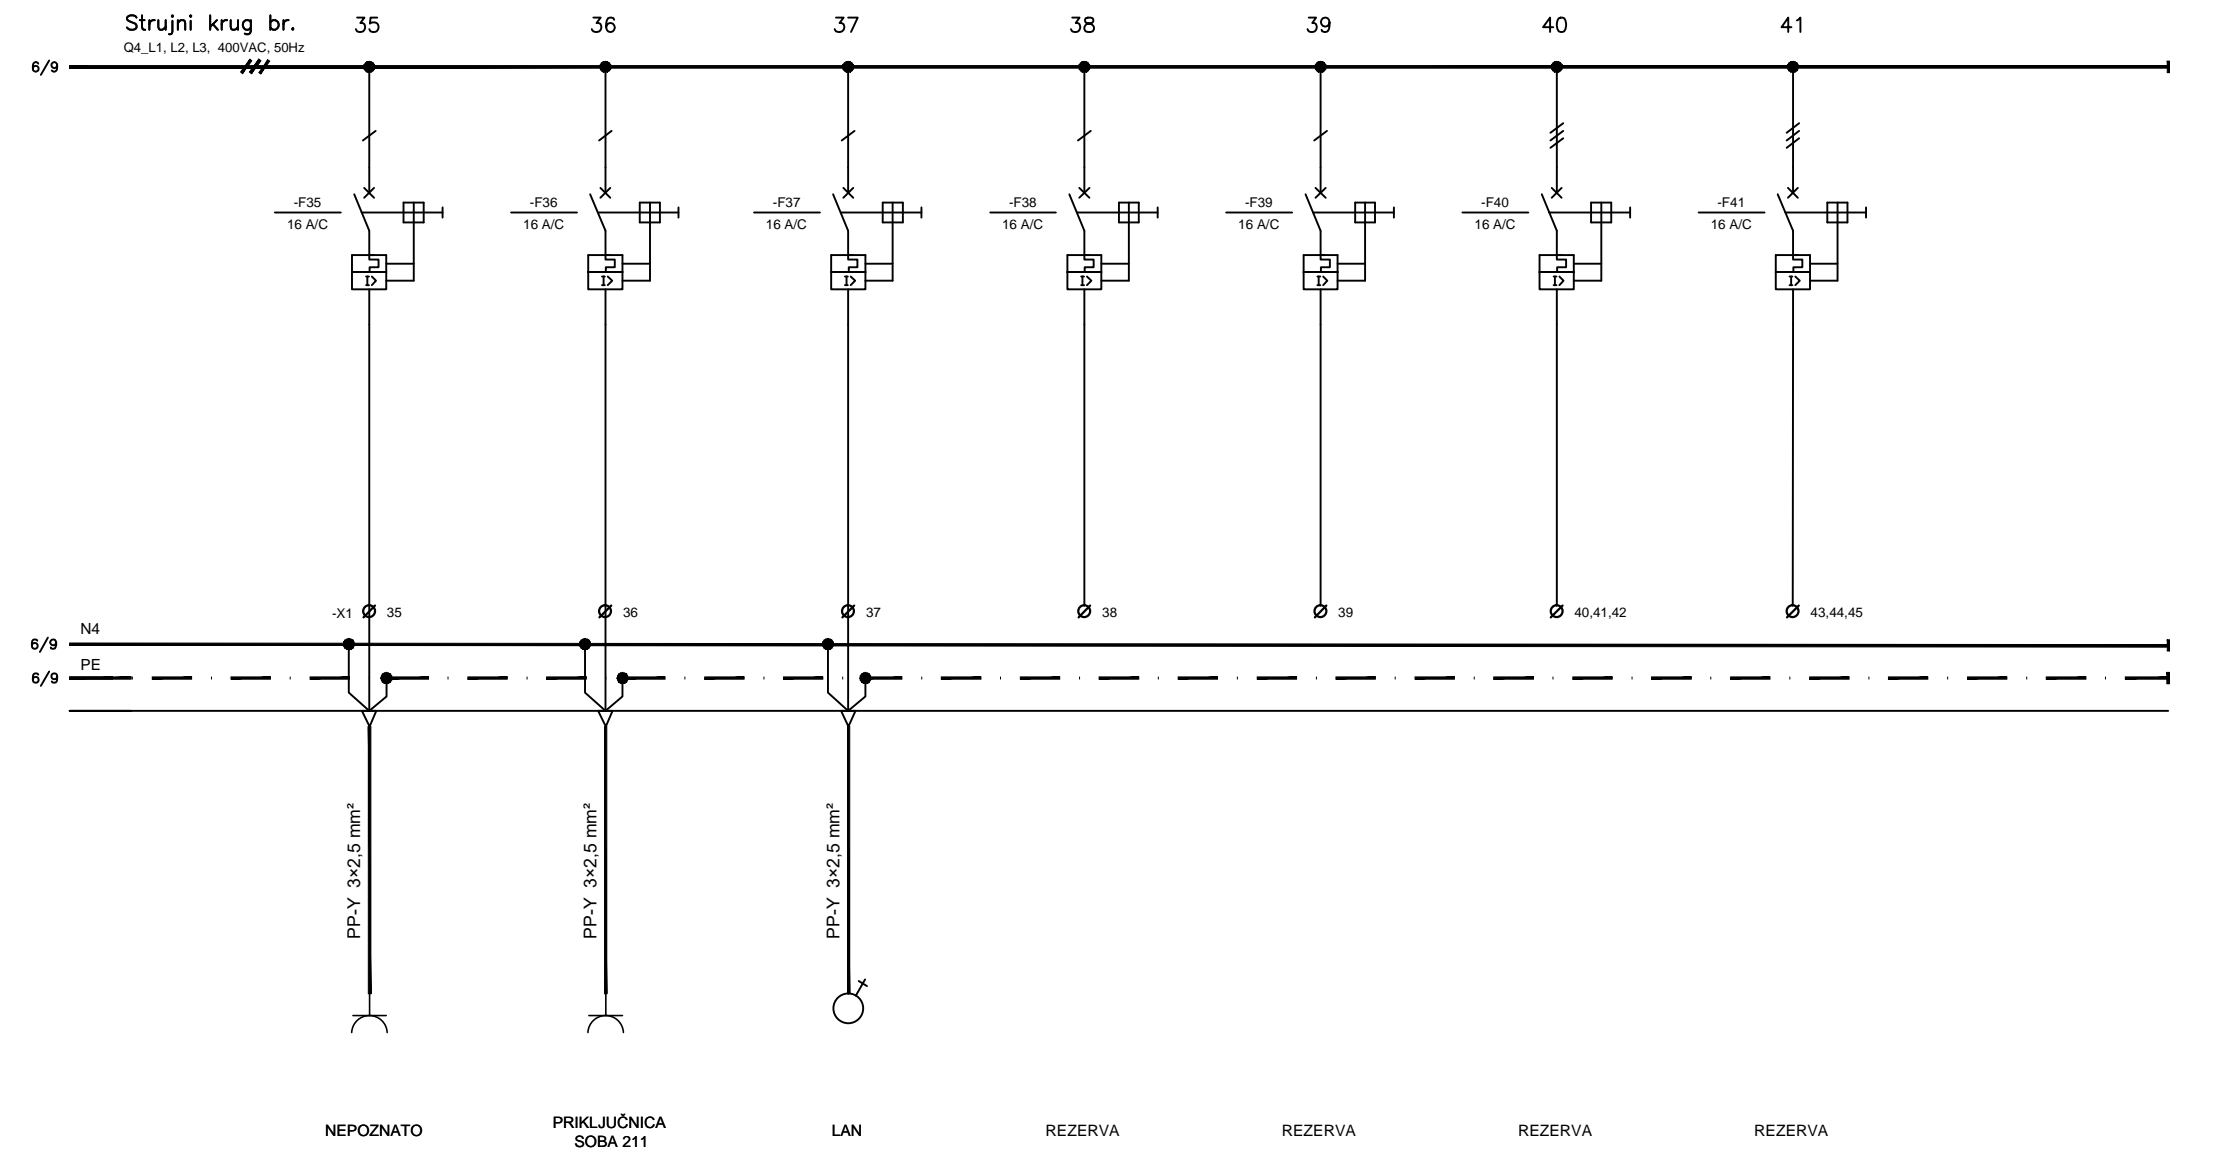 Strujni krug br. 35 36 37 38 39 40 41
Q4_L1, L2, L3, 400VAC, 50Hz
6/9
-F35 -F36 -F37 -F38 -F39 -F40 -F41
16 A/C 16 A/C 16 A/C 16 A/C 16 A/C 16 A/C 16 A/C
I> I> I> I> I> I> I>
-X1 35 36 37 38 39 40,41,42 43,44,45
N4
6/9
PE
6/9
PP-Y 3×2,5 mm²
PP-Y 3×2,5 mm²
PP-Y 3×2,5 mm²
NEPOZNATO
PRIKLJUČNICA
SOBA 211
LAN
REZERVA
REZERVA
REZERVA
REZERVA